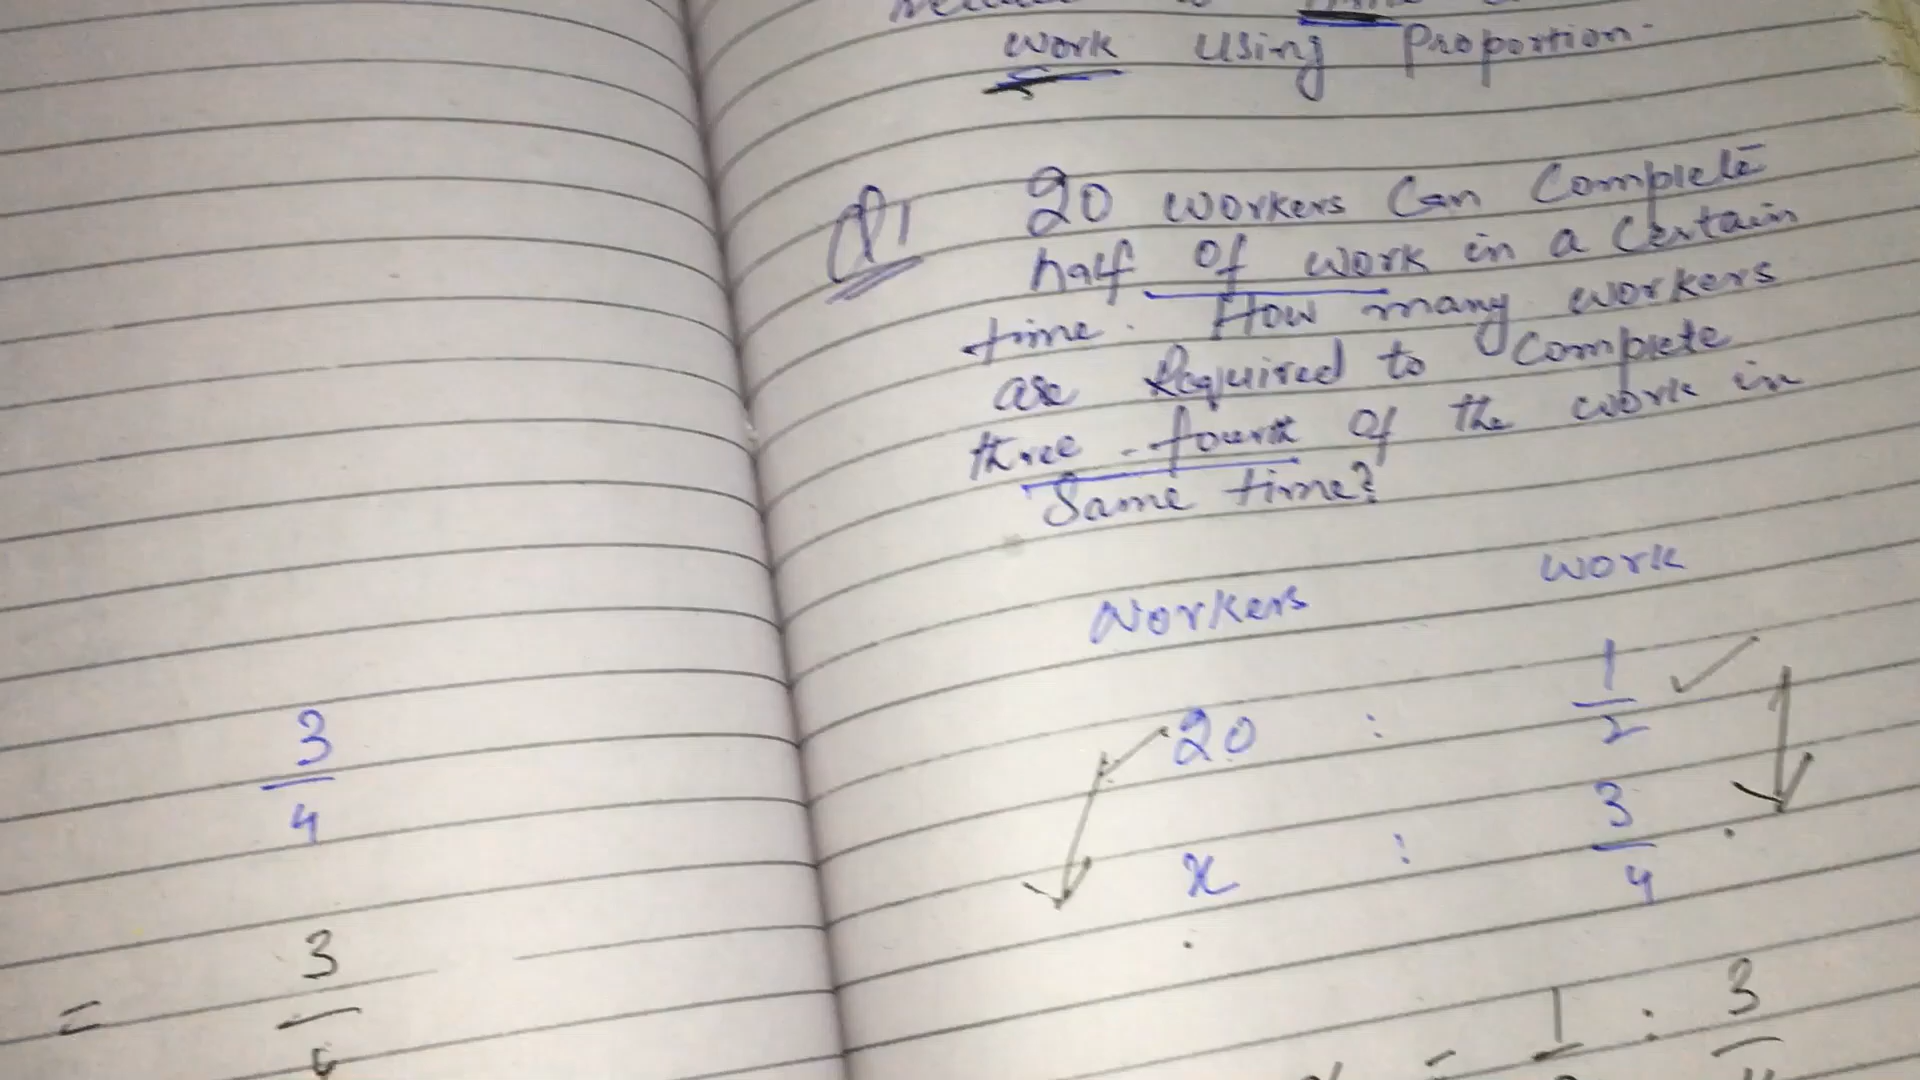 work using Proportion.
Q1 20 workers Can Complete
half of work in a Certain
time. How many workers
are Required to Complete
three-fourth of the work in
Same time?
Workers work
20 : 1/2
x : 3/4
3/4
= 3/
= 1/ : 3/